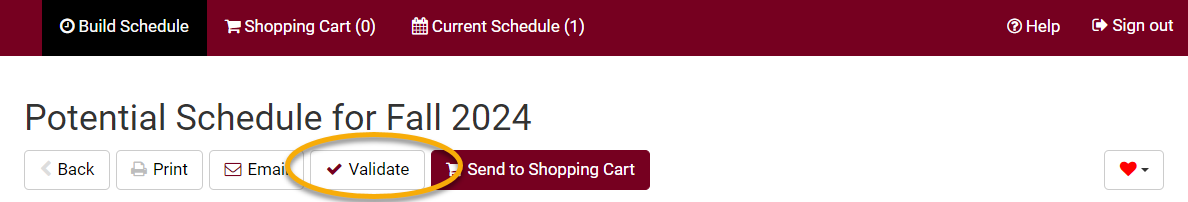 Build Schedule Shopping Cart (0) Current Schedule (1) Help Sign out
Potential Schedule for Fall 2024
Back Print Email Validate Send to Shopping Cart